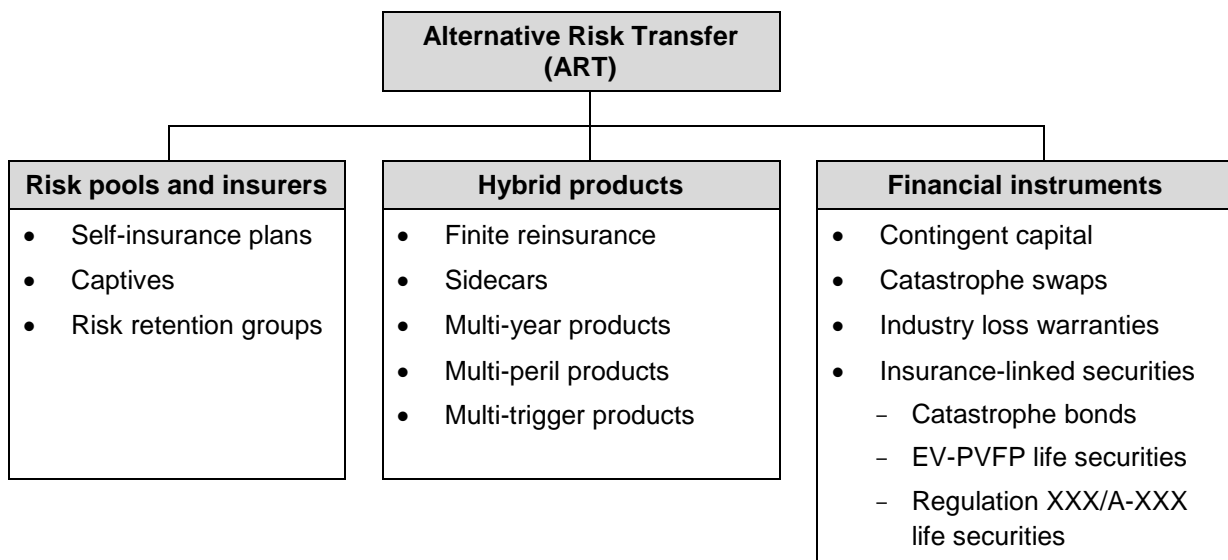 Alternative Risk Transfer
(ART)
Risk pools and insurers
• Self-insurance plans
• Captives
• Risk retention groups
Hybrid products
• Finite reinsurance
• Sidecars
• Multi-year products
• Multi-peril products
• Multi-trigger products
Financial instruments
• Contingent capital
• Catastrophe swaps
• Industry loss warranties
• Insurance-linked securities
- Catastrophe bonds
- EV-PVFP life securities
- Regulation XXX/A-XXX
life securities